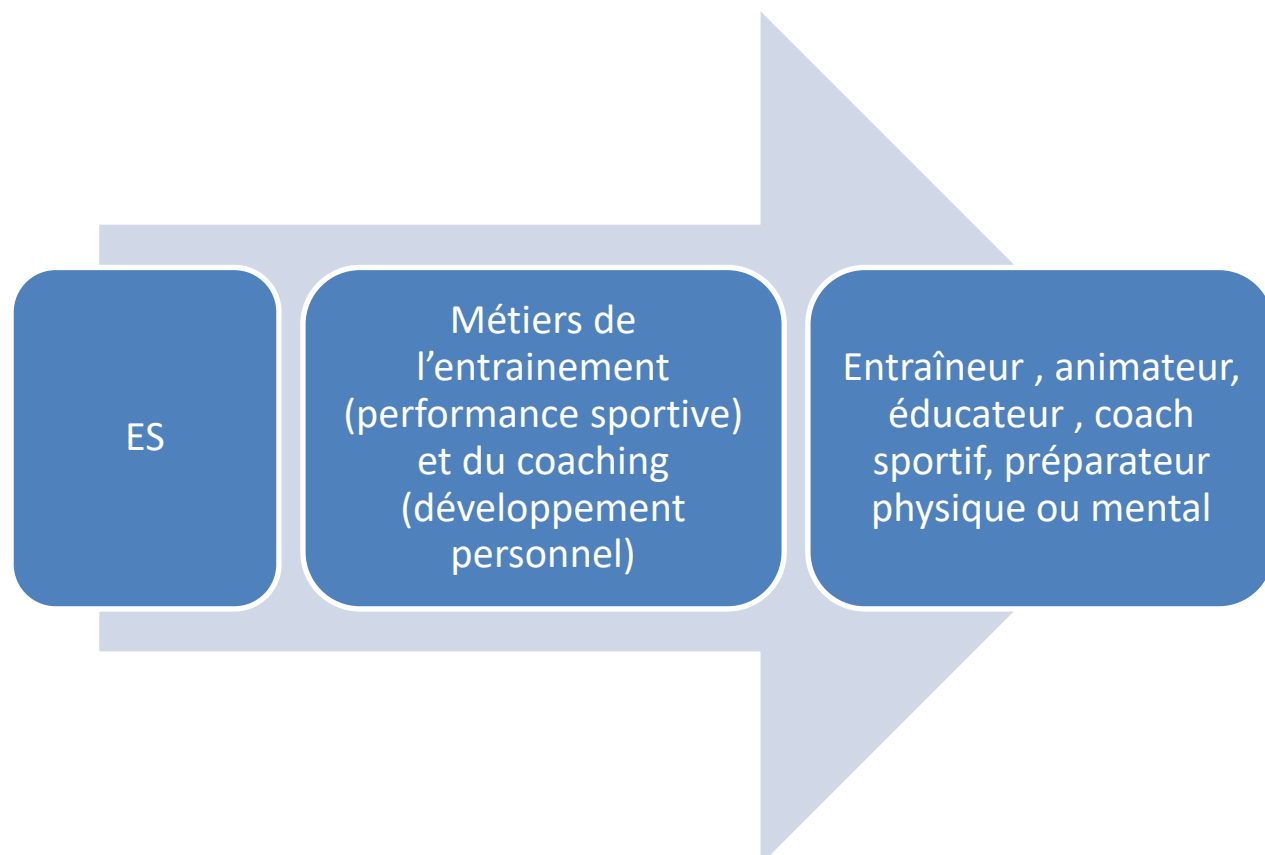 ES
Métiers de
l’entrainement
(performance sportive)
et du coaching
(développement
personnel)
Entraîneur , animateur,
éducateur , coach
sportif, préparateur
physique ou mental